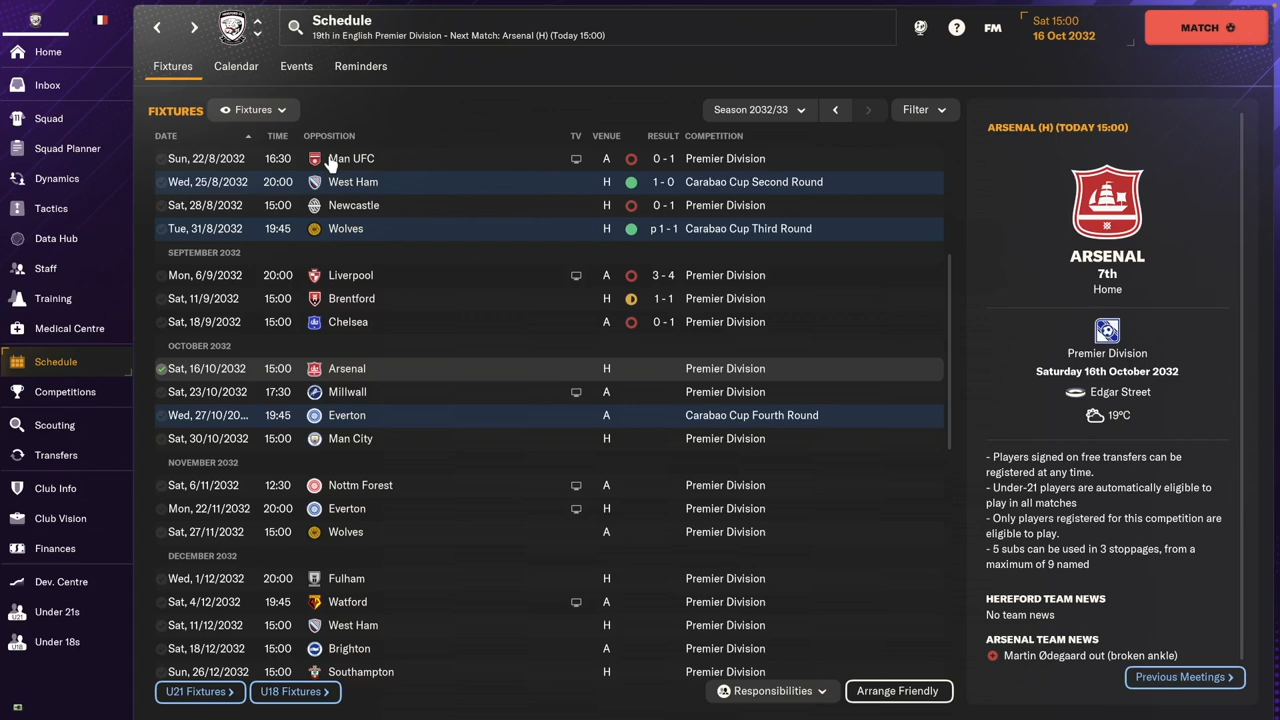 Schedule
19th in English Premier Division - Next Match: Arsenal (H) (Today 15:00)
?
FM
Sat 15:00
16 Oct 2032
MATCH
Home
Inbox
11 Squad
Squad Planner
Dynamics
Tactics
Data Hub
Staff
Training
Medical Centre
Schedule
Competitions
Scouting
Transfers
Club Info
Club Vision
Finances
Dev. Centre
U21 Under 21s
U18 Under 18s
Fixtures Calendar Events Reminders
FIXTURES Fixtures Season 2032/33 Filter
DATE TIME OPPOSITION TV VENUE RESULT COMPETITION
Sun, 22/8/2032 16:30 Man UFC A 0 - 1 Premier Division
Wed, 25/8/2032 20:00 West Ham H 1 - 0 Carabao Cup Second Round
Sat, 28/8/2032 15:00 Newcastle H 0 - 1 Premier Division
Tue, 31/8/2032 19:45 Wolves H p 1 - 1 Carabao Cup Third Round
SEPTEMBER 2032
Mon, 6/9/2032 20:00 Liverpool A 3 - 4 Premier Division
Sat, 11/9/2032 15:00 Brentford H 1 - 1 Premier Division
Sat, 18/9/2032 15:00 Chelsea A 0 - 1 Premier Division
OCTOBER 2032
Sat, 16/10/2032 15:00 Arsenal H Premier Division
Sat, 23/10/2032 17:30 Millwall A Premier Division
Wed, 27/10/20... 19:45 Everton A Carabao Cup Fourth Round
Sat, 30/10/2032 15:00 Man City H Premier Division
NOVEMBER 2032
Sat, 6/11/2032 12:30 Nottm Forest A Premier Division
Mon, 22/11/2032 20:00 Everton H Premier Division
Sat, 27/11/2032 15:00 Wolves A Premier Division
DECEMBER 2032
Wed, 1/12/2032 20:00 Fulham H Premier Division
Sat, 4/12/2032 19:45 Watford A Premier Division
Sat, 11/12/2032 15:00 West Ham H Premier Division
Sat, 18/12/2032 15:00 Brighton A Premier Division
Sun, 26/12/2032 15:00 Southampton H Premier Division
U21 Fixtures U18 Fixtures Responsibilities Arrange Friendly
ARSENAL (H) (TODAY 15:00)
ARSENAL
7th
Home
Premier Division
Saturday 16th October 2032
Edgar Street
19ºC
- Players signed on free transfers can be
registered at any time.
- Under-21 players are automatically eligible to
play in all matches
- Only players registered for this competition are
eligible to play.
- 5 subs can be used in 3 stoppages, from a
maximum of 9 named
HEREFORD TEAM NEWS
No team news
ARSENAL TEAM NEWS
Martin Ødegaard out (broken ankle)
Previous Meetings